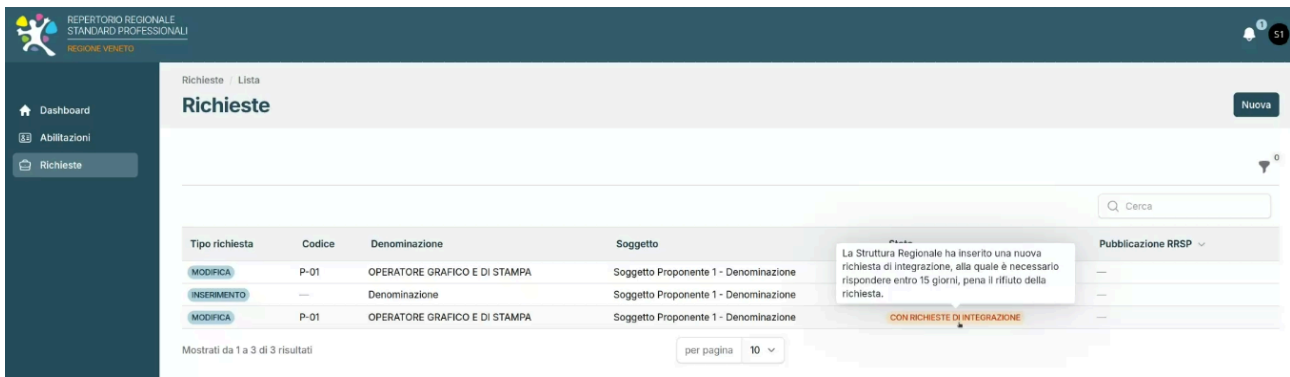 REPERTORIO REGIONALE
STANDARD PROFESSIONALI
REGIONE VENETO
1
S1
Dashboard
Abilitazioni
Richieste
Richieste / Lista
Richieste
Nuova
0
Cerca
Tipo richiesta Codice Denominazione Soggetto Stato Pubblicazione RRSP
La Struttura Regionale ha inserito una nuova
richiesta di integrazione, alla quale è necessario
rispondere entro 15 giorni, pena il rifiuto della
richiesta.
MODIFICA P-01 OPERATORE GRAFICO E DI STAMPA Soggetto Proponente 1 - Denominazione —
INSERIMENTO — Denominazione Soggetto Proponente 1 - Denominazione —
MODIFICA P-01 OPERATORE GRAFICO E DI STAMPA Soggetto Proponente 1 - Denominazione CON RICHIESTE DI INTEGRAZIONE —
Mostrati da 1 a 3 di 3 risultati
per pagina 10